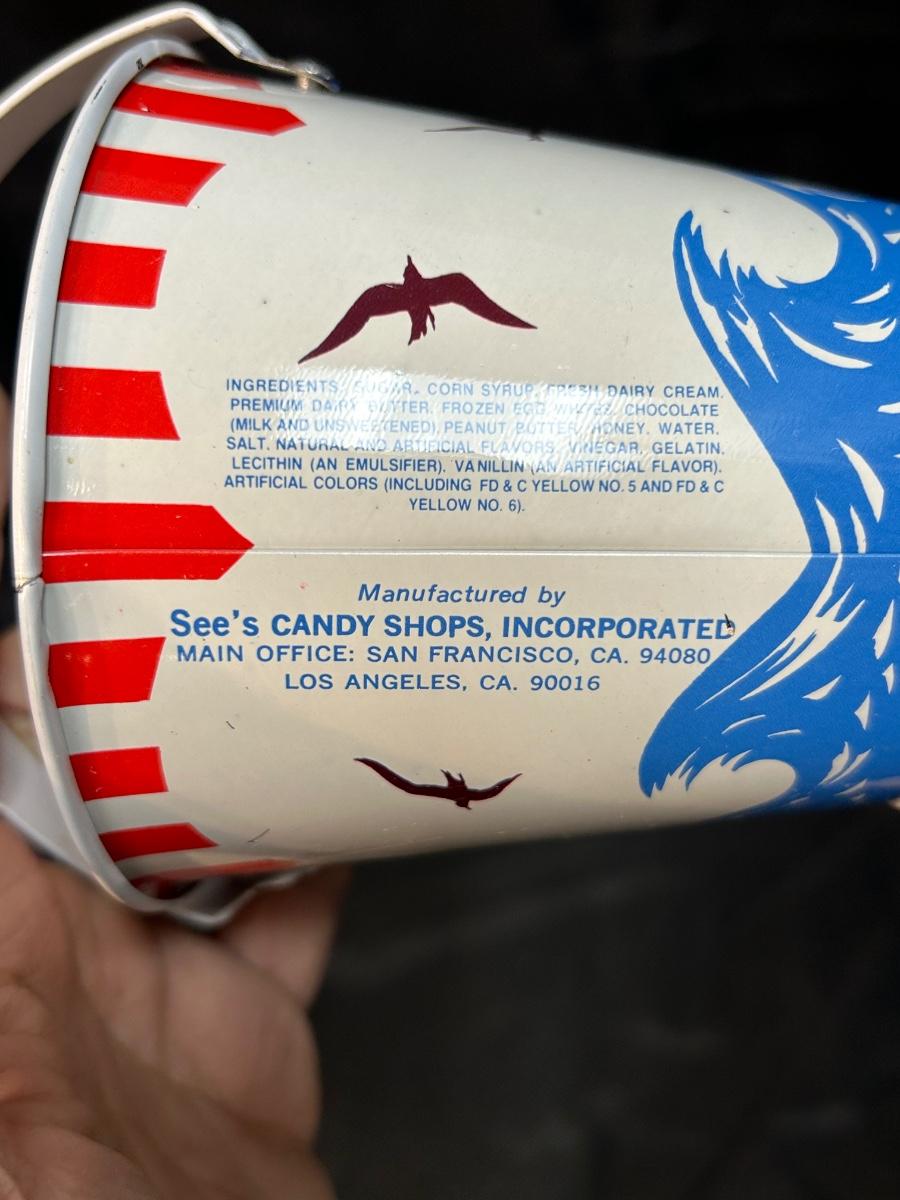 INGREDIENTS. SUGAR. CORN SYRUP. FRESH DAIRY CREAM.
PREMIUM DAIRY BUTTER. FROZEN EGG WHITES. CHOCOLATE
(MILK AND UNSWEETENED). PEANUT BUTTER. HONEY. WATER.
SALT. NATURAL AND ARTIFICIAL FLAVORS. VINEGAR. GELATIN.
LECITHIN (AN EMULSIFIER). VANILLIN (AN ARTIFICIAL FLAVOR).
ARTIFICIAL COLORS (INCLUDING FD & C YELLOW NO. 5 AND FD & C
YELLOW NO. 6).
Manufactured by
See's CANDY SHOPS, INCORPORATED
MAIN OFFICE: SAN FRANCISCO, CA. 94080
LOS ANGELES, CA. 90016